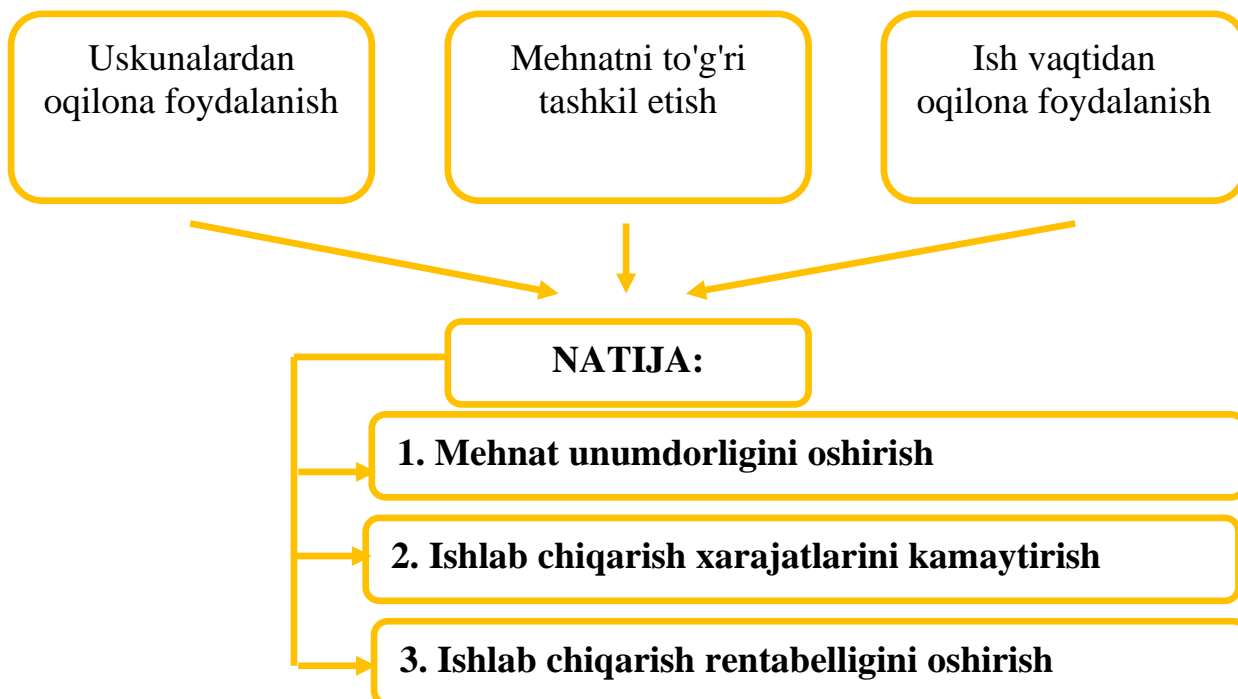 Uskunalardan
oqilona foydalanish
Mehnatni to'g'ri
tashkil etish
Ish vaqtidan
oqilona foydalanish
NATIJA:
1. Mehnat unumdorligini oshirish
2. Ishlab chiqarish xarajatlarini kamaytirish
3. Ishlab chiqarish rentabelligini oshirish